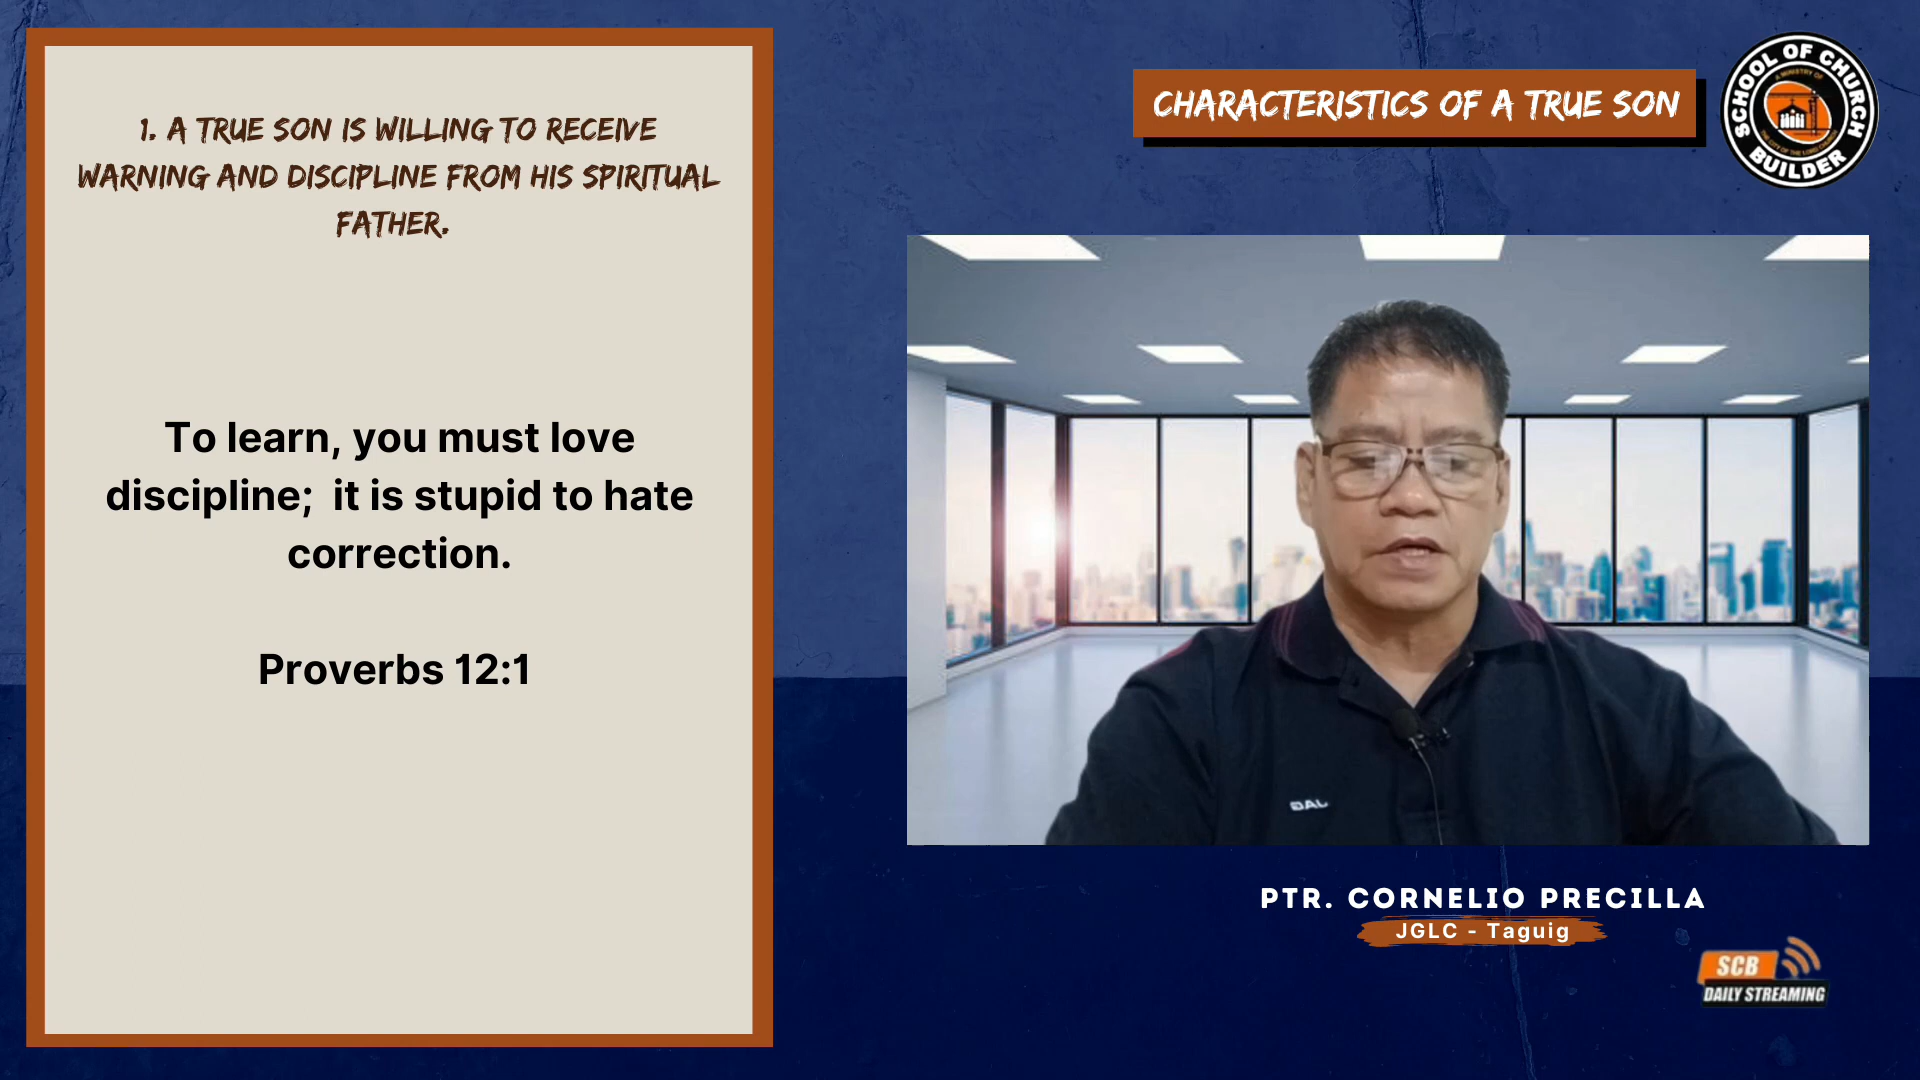 1. A TRUE SON IS WILLING TO RECEIVE
WARNING AND DISCIPLINE FROM HIS SPIRITUAL
FATHER.
To learn, you must love
discipline;  it is stupid to hate
correction.
Proverbs 12:1
CHARACTERISTICS OF A TRUE SON
SCHOOL OF CHURCH
BUILDER
A MINISTRY OF
PTR. CORNELIO PRECILLA
JGLC - Taguig
SCB
DAILY STREAMING